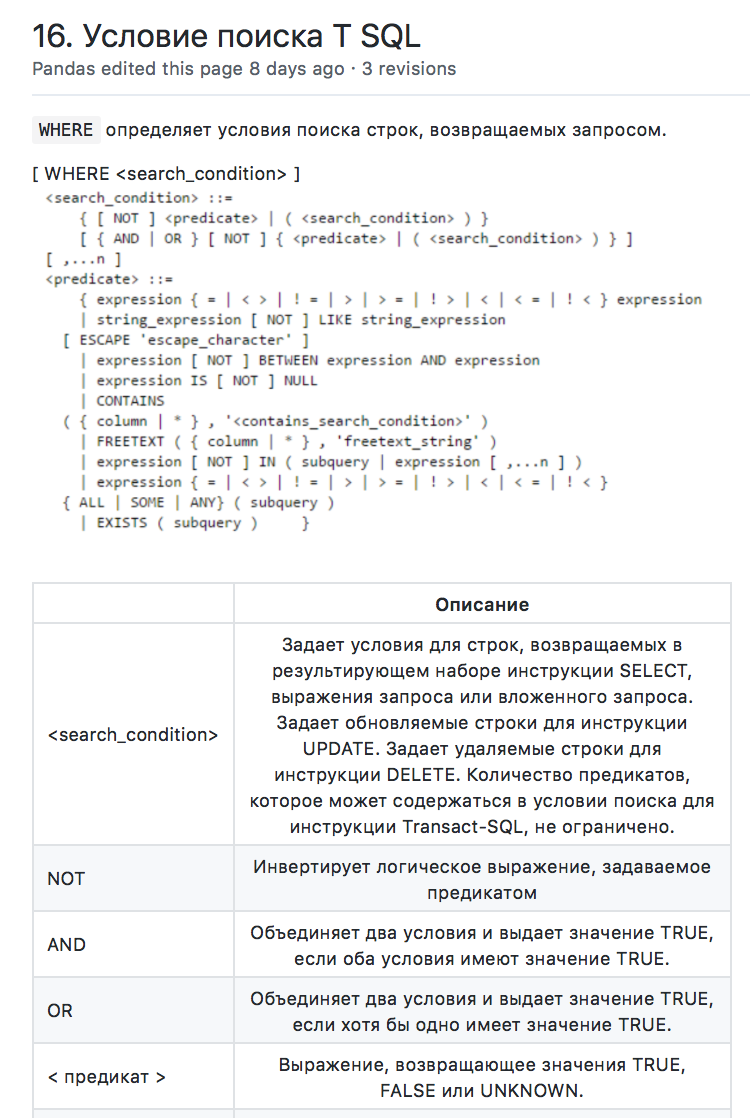 16. Условие поиска T SQL
Pandas edited this page 8 days ago · 3 revisions
WHERE определяет условия поиска строк, возвращаемых запросом.
[ WHERE <search_condition> ]
<search_condition> ::=
{ [ NOT ] <predicate> | ( <search_condition> ) }
[ { AND | OR } [ NOT ] { <predicate> | ( <search_condition> ) } ]
[ ,...n ]
<predicate> ::=
{ expression { = | < > | ! = | > | > = | ! > | < | < = | ! < } expression
| string_expression [ NOT ] LIKE string_expression
[ ESCAPE 'escape_character' ]
| expression [ NOT ] BETWEEN expression AND expression
| expression IS [ NOT ] NULL
| CONTAINS
( { column | * } , '<contains_search_condition>' )
| FREETEXT ( { column | * } , 'freetext_string' )
| expression [ NOT ] IN ( subquery | expression [ ,...n ] )
| expression { = | < > | ! = | > | > = | ! > | < | < = | ! < }
{ ALL | SOME | ANY} ( subquery )
| EXISTS ( subquery ) }
Описание
<search_condition>
Задает условия для строк, возвращаемых в
результирующем наборе инструкции SELECT,
выражения запроса или вложенного запроса.
Задает обновляемые строки для инструкции
UPDATE. Задает удаляемые строки для
инструкции DELETE. Количество предикатов,
которое может содержаться в условии поиска для
инструкции Transact-SQL, не ограничено.
NOT
Инвертирует логическое выражение, задаваемое
предикатом
AND
Объединяет два условия и выдает значение TRUE,
если оба условия имеют значение TRUE.
OR
Объединяет два условия и выдает значение TRUE,
если хотя бы одно имеет значение TRUE.
< предикат >
Выражение, возвращающее значения TRUE,
FALSE или UNKNOWN.